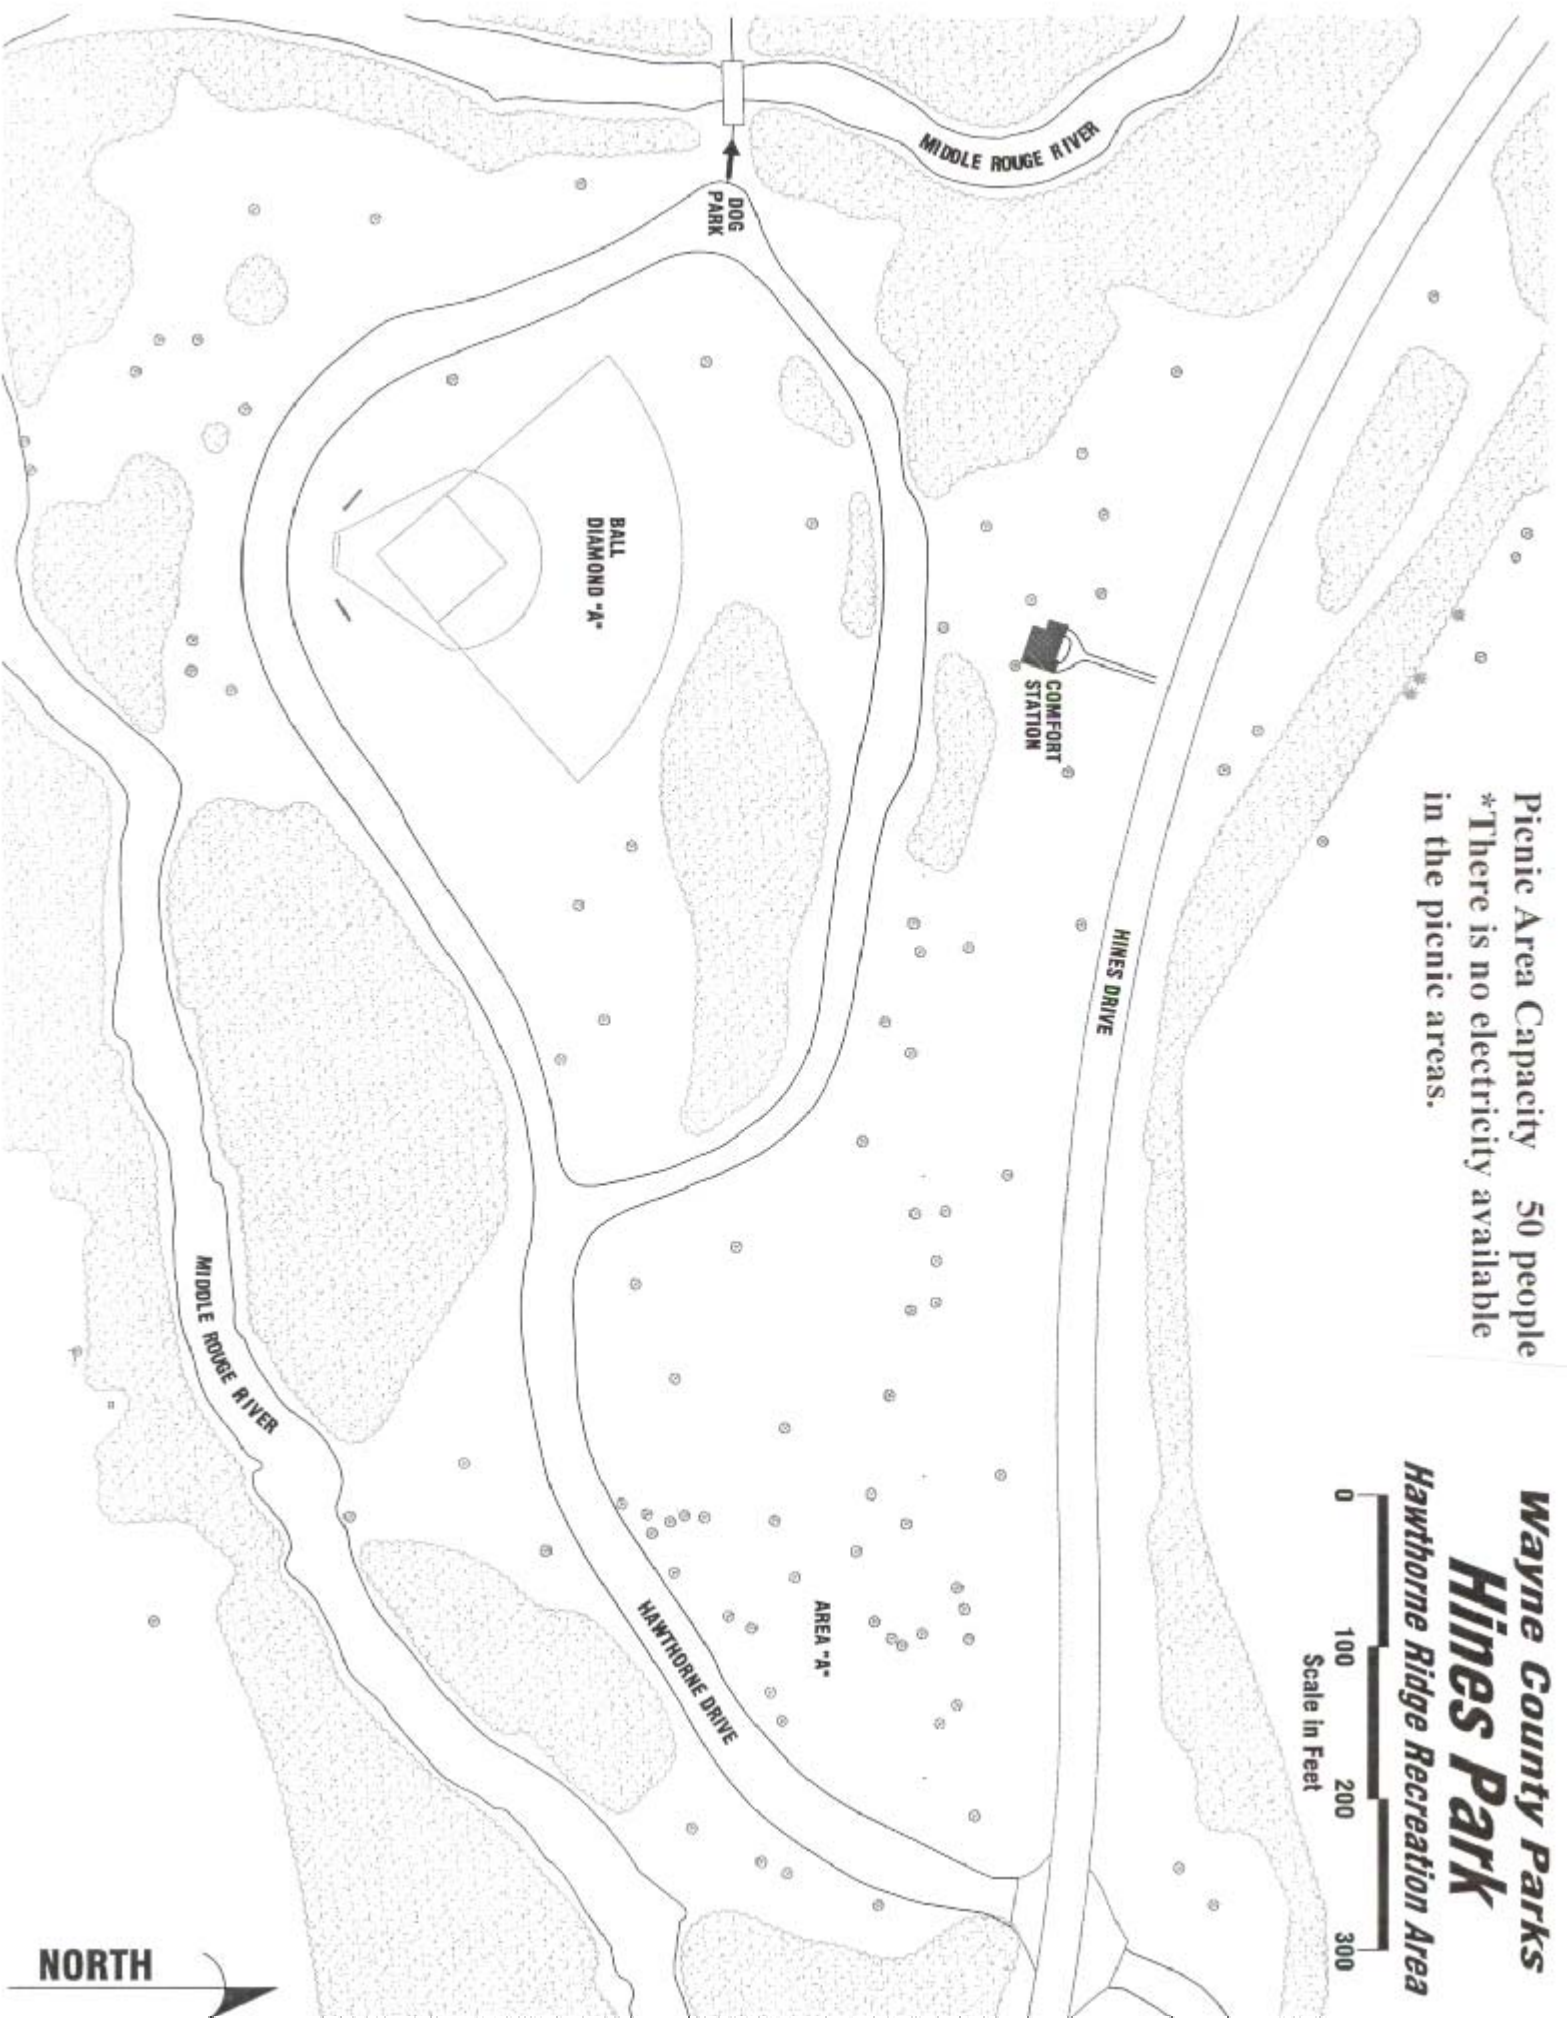 Wayne County Parks
Hines Park
Hawthorne Ridge Recreation Area
0 100 200 300
Scale in Feet
Picnic Area Capacity 50 people
*There is no electricity available
in the picnic areas.
MIDDLE ROUGE RIVER
DOG
PARK
COMFORT
STATION
HINES DRIVE
BALL
DIAMOND "A"
AREA "A"
HAWTHORNE DRIVE
MIDDLE ROUGE RIVER
NORTH